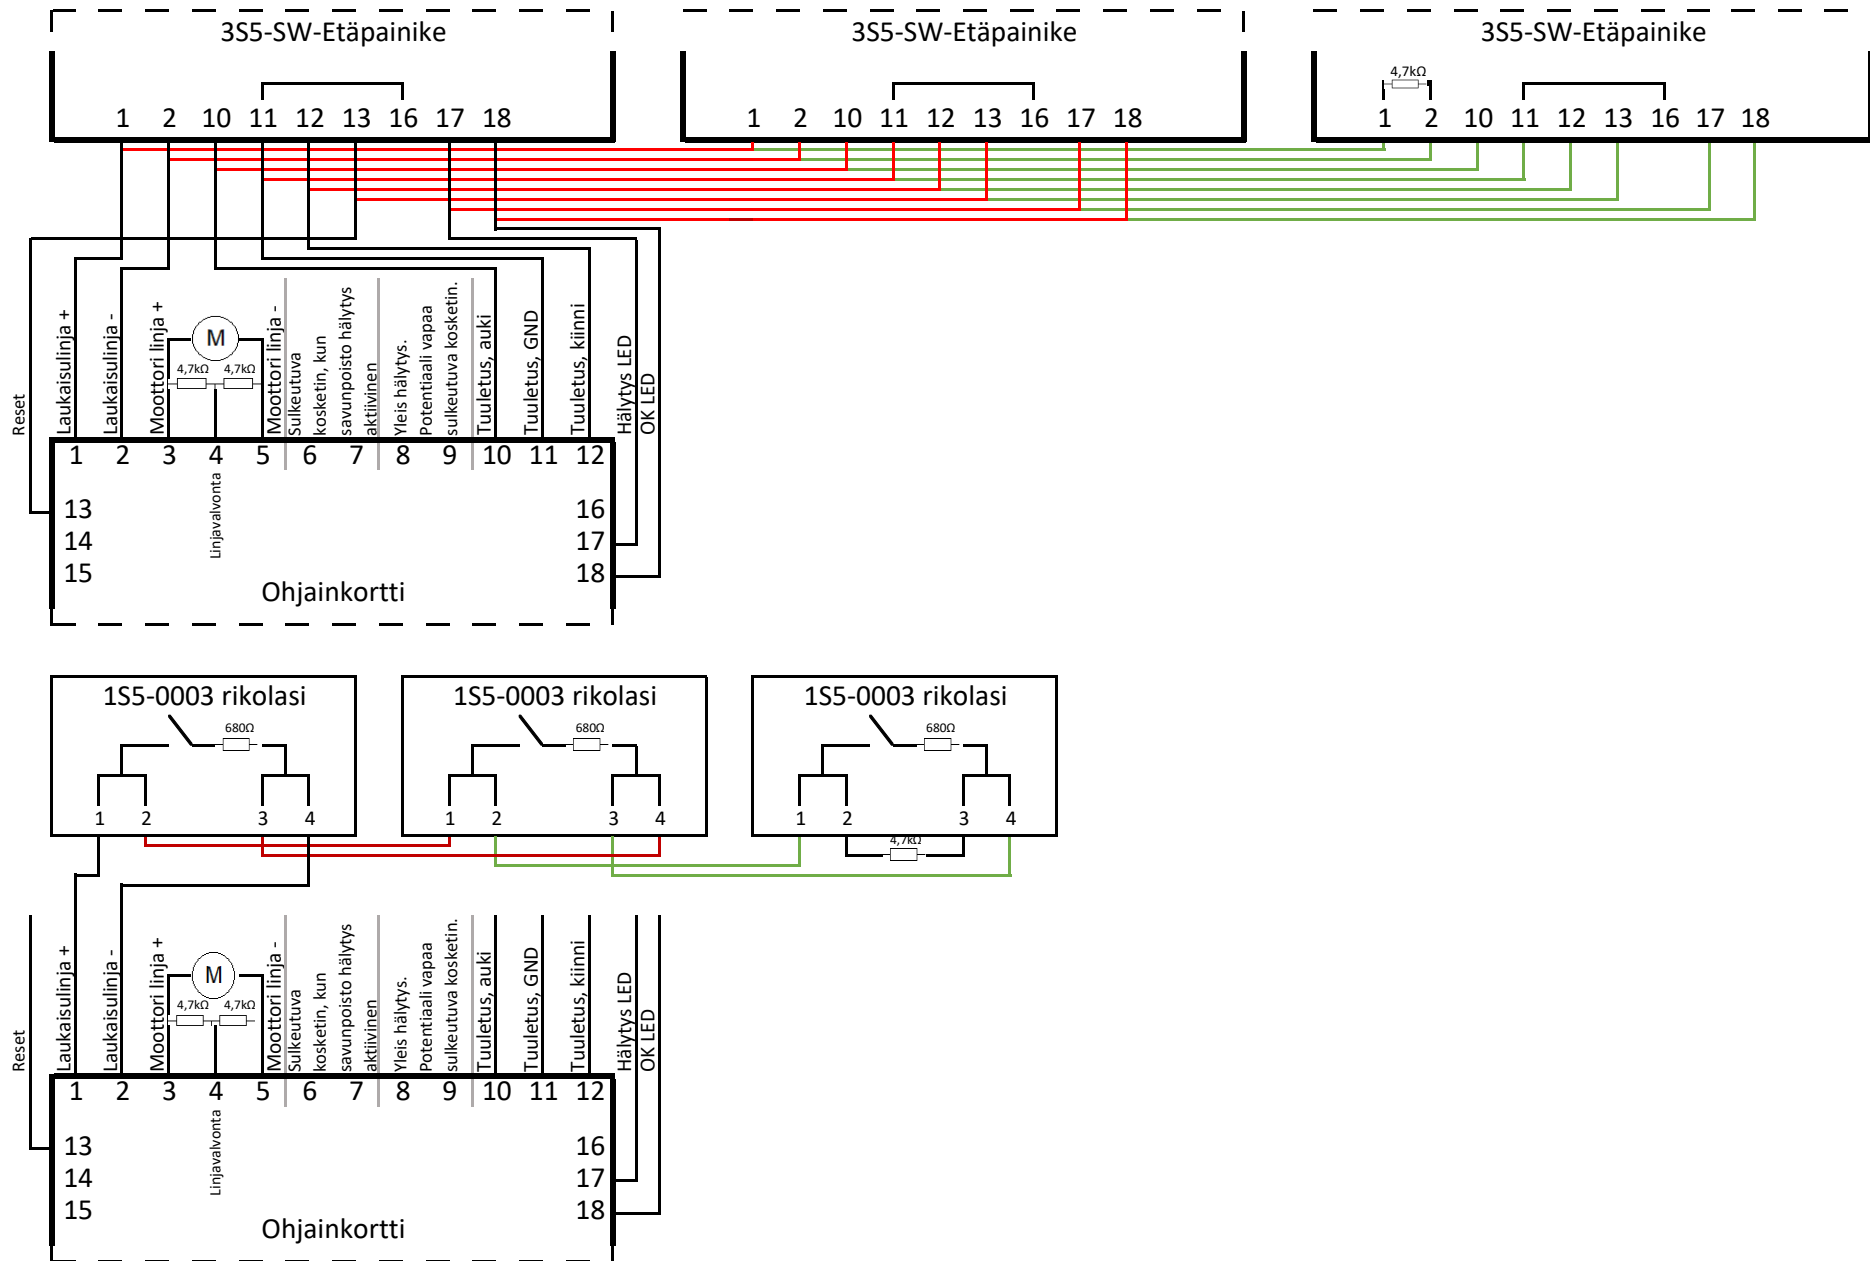 3S5-SW-Etäpainike
3S5-SW-Etäpainike
3S5-SW-Etäpainike
4,7kΩ
1 2 10 11 12 13 16 17 18
1 2 10 11 12 13 16 17 18
1 2 10 11 12 13 16 17 18
Reset
Laukaisulinja +
Laukaisulinja -
Moottori linja +
M
4,7kΩ 4,7kΩ
Moottori linja -
Sulkeutuva
kosketin, kun
savunpoisto hälytys
aktiivinen
Yleis hälytys.
Potentiaali vapaa
sulkeutuva kosketin.
Tuuletus, auki
Tuuletus, GND
Tuuletus, kiinni
Hälytys LED
OK LED
1 2 3 4 5 6 7 8 9 10 11 12
Linjavalvonta
13 16
14 17
15 18
Ohjainkortti
1S5-0003 rikolasi
1S5-0003 rikolasi
1S5-0003 rikolasi
680Ω
680Ω
680Ω
1 2 3 4
1 2 3 4
1 2 3 4
4,7kΩ
Reset
Laukaisulinja +
Laukaisulinja -
Moottori linja +
M
4,7kΩ 4,7kΩ
Moottori linja -
Sulkeutuva
kosketin, kun
savunpoisto hälytys
aktiivinen
Yleis hälytys.
Potentiaali vapaa
sulkeutuva kosketin.
Tuuletus, auki
Tuuletus, GND
Tuuletus, kiinni
Hälytys LED
OK LED
1 2 3 4 5 6 7 8 9 10 11 12
Linjavalvonta
13 16
14 17
15 18
Ohjainkortti